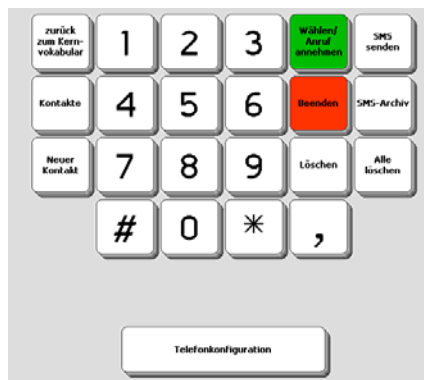 zurück
zum Kern-
vokabular
1
2
3
Wählen/
Anruf
annehmen
SMS
senden
Kontakte
4
5
6
Beenden
SMS-Archiv
Neuer
Kontakt
7
8
9
Löschen
Alle
löschen
#
0
*
,
Telefonkonfiguration